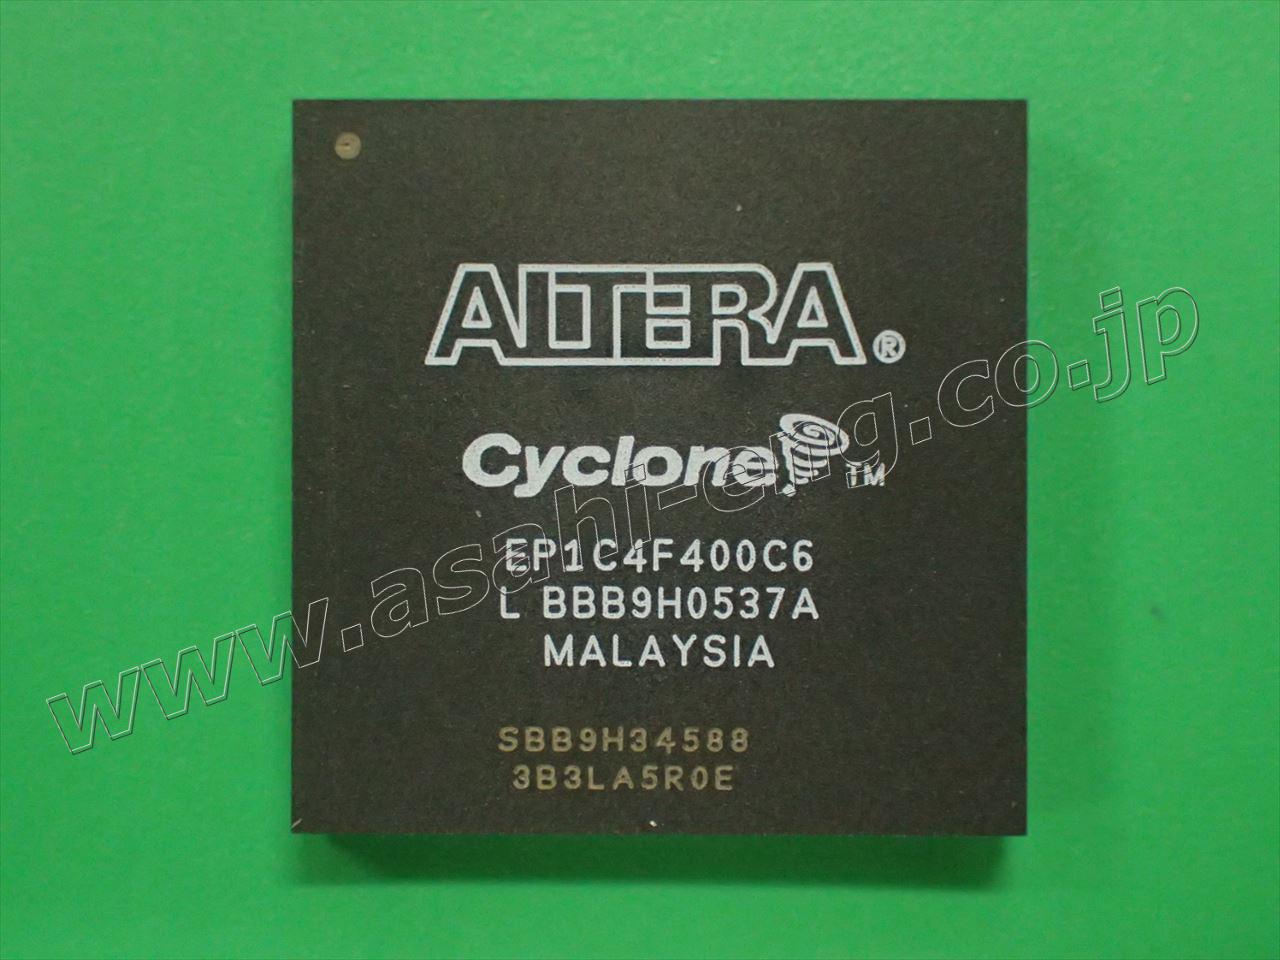 ALTERA®
Cyclone™
EP1C4F400C6
L BBB9H0537A
MALAYSIA
SBB9H34588
3B3LA5R0E
www.asahi-eng.co.jp